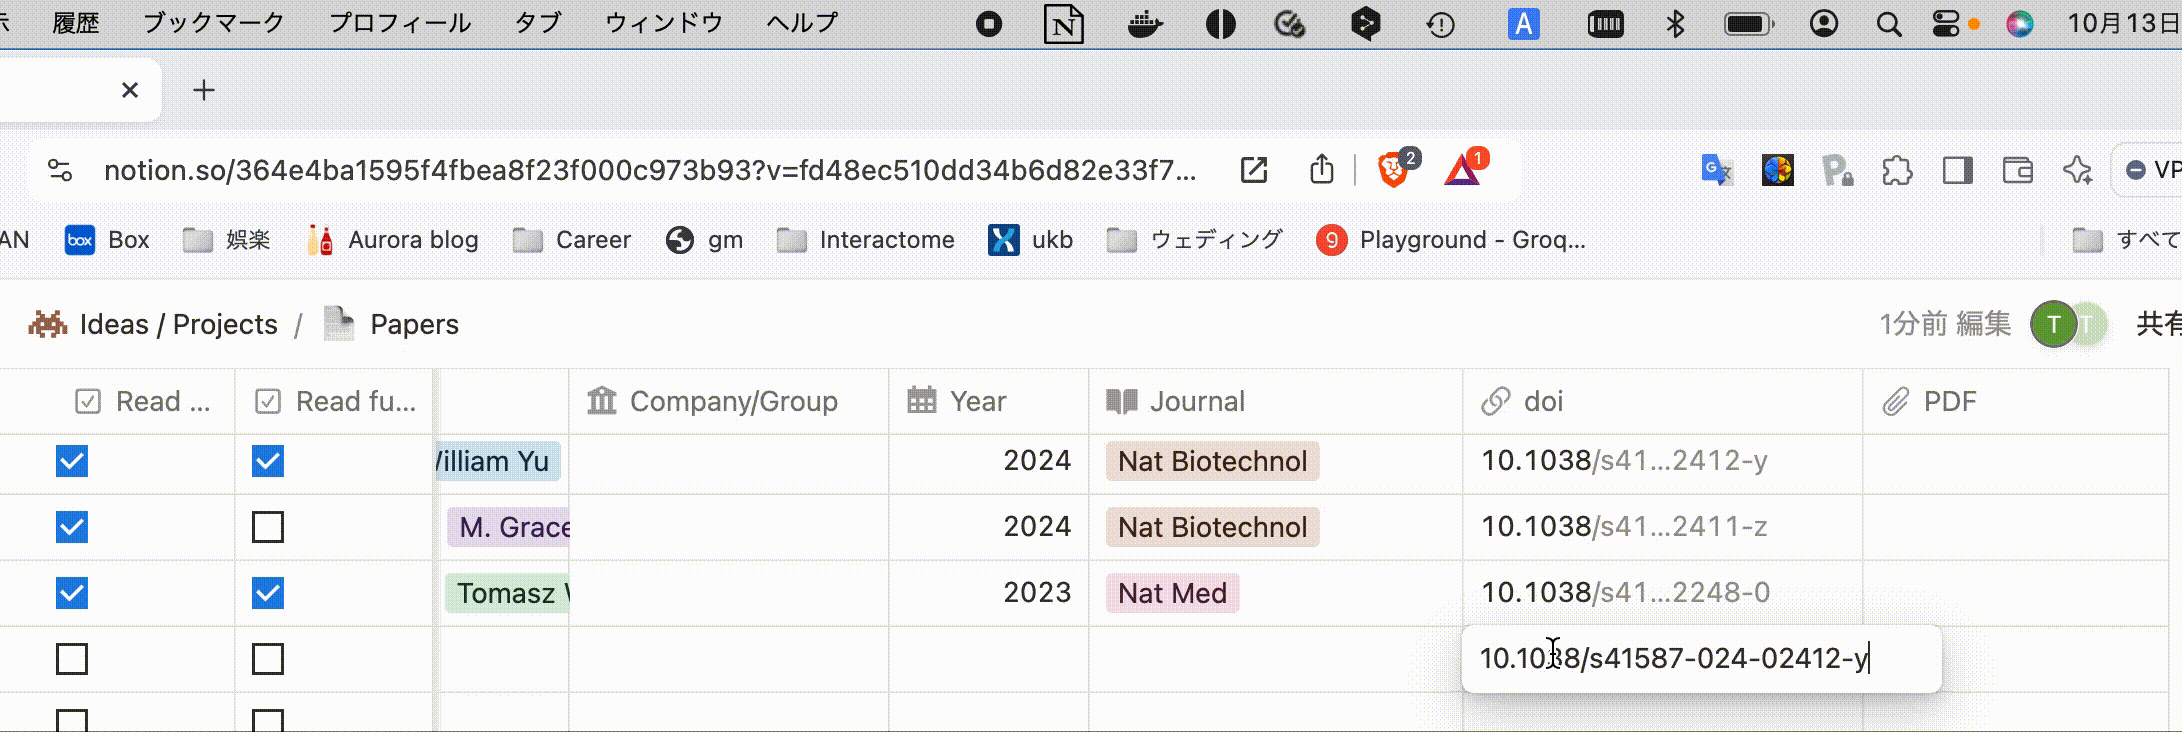 示 履歴 ブックマーク プロフィール タブ ウィンドウ ヘルプ N A 10月13日
notion.so/364e4ba1595f4fbea8f23f000c973b93?v=fd48ec510dd34b6d82e33f7... 2 1 VP
AN box Box 娯楽 Aurora blog Career gm Interactome ukb ウェディング 9 Playground - Groq... すべて
Ideas / Projects / Papers 1分前 編集 T T 共有
Read ... Read fu... Company/Group Year Journal doi PDF
William Yu 2024 Nat Biotechnol 10.1038/s41...2412-y
M. Grace 2024 Nat Biotechnol 10.1038/s41...2411-z
Tomasz 2023 Nat Med 10.1038/s41...2248-0
10.1038/s41587-024-02412-y